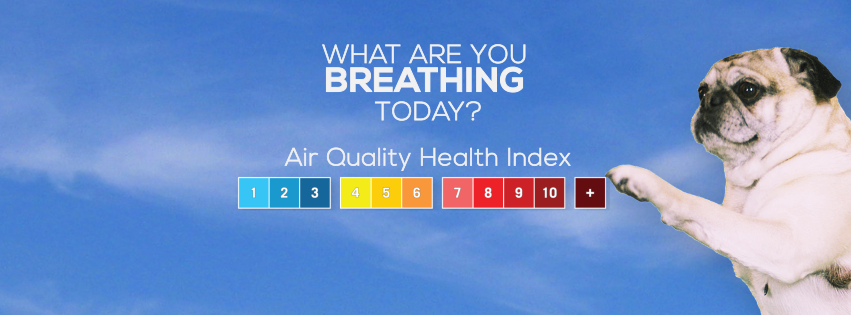 WHAT ARE YOU
BREATHING
TODAY?
Air Quality Health Index
1 2 3 4 5 6 7 8 9 10 +